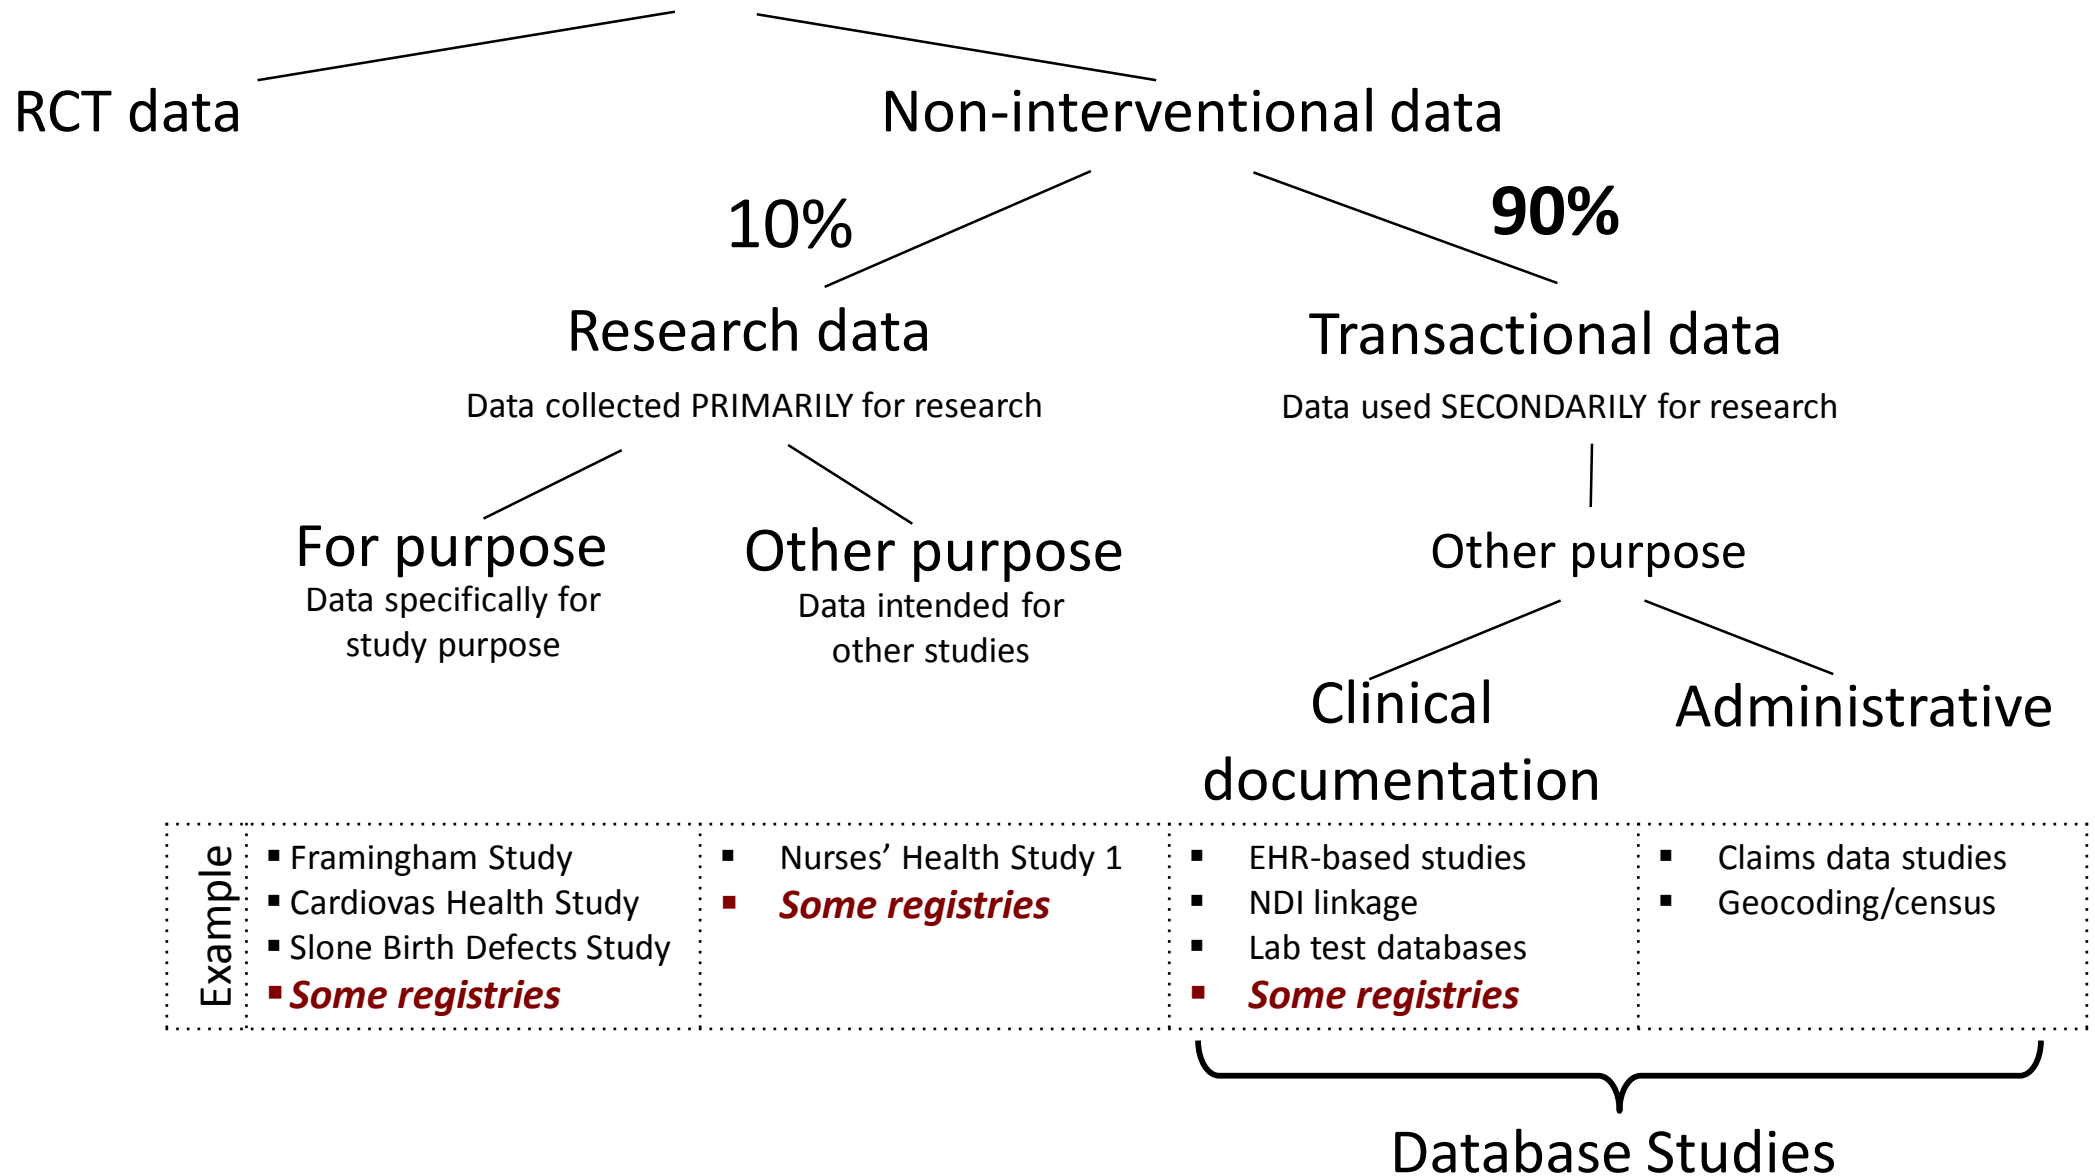 RCT data
Non-interventional data
10%
90%
Research data
Transactional data
Data collected PRIMARILY for research
Data used SECONDARILY for research
For purpose
Data specifically for
study purpose
Other purpose
Data intended for
other studies
Other purpose
Clinical
documentation
Administrative
Example
▪ Framingham Study
▪ Cardiovas Health Study
▪ Slone Birth Defects Study
▪ Some registries
▪ Nurses’ Health Study 1
▪ Some registries
▪ EHR-based studies
▪ NDI linkage
▪ Lab test databases
▪ Some registries
▪ Claims data studies
▪ Geocoding/census
Database Studies